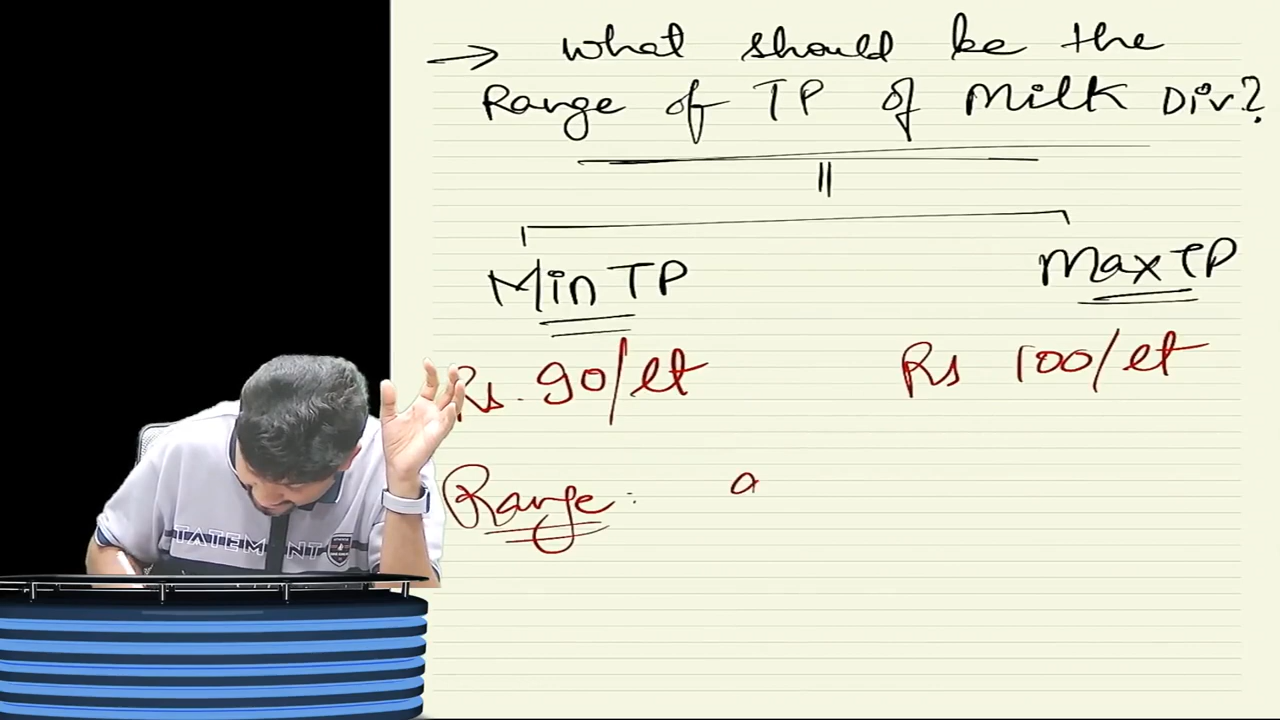 → What should be the
Range of TP of Milk Div?
Min TP
Max TP
Rs. 90/lt
Rs 100/lt
Range:
TATEMENT